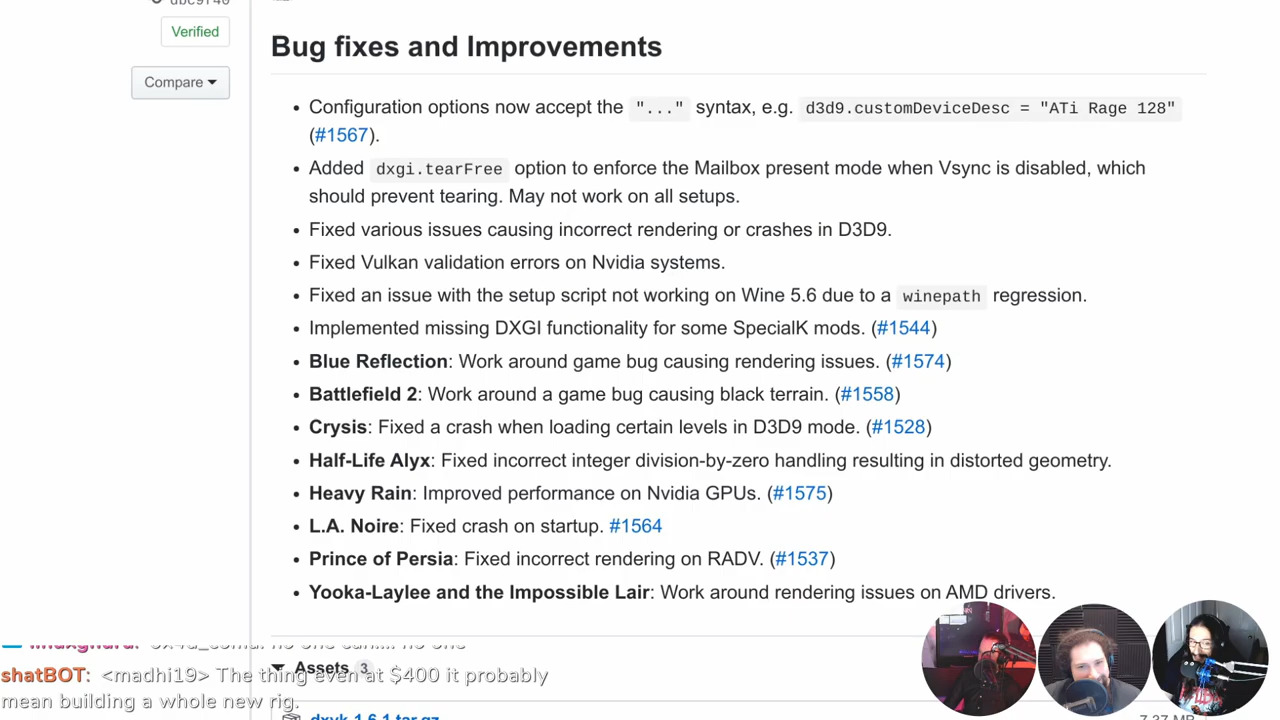 Verified
Compare
Bug fixes and Improvements
Configuration options now accept the "..." syntax, e.g. d3d9.customDeviceDesc = "ATi Rage 128"
(#1567).
Added dxgi.tearFree option to enforce the Mailbox present mode when Vsync is disabled, which
should prevent tearing. May not work on all setups.
Fixed various issues causing incorrect rendering or crashes in D3D9.
Fixed Vulkan validation errors on Nvidia systems.
Fixed an issue with the setup script not working on Wine 5.6 due to a winepath regression.
Implemented missing DXGI functionality for some SpecialK mods. (#1544)
Blue Reflection: Work around game bug causing rendering issues. (#1574)
Battlefield 2: Work around a game bug causing black terrain. (#1558)
Crysis: Fixed a crash when loading certain levels in D3D9 mode. (#1528)
Half-Life Alyx: Fixed incorrect integer division-by-zero handling resulting in distorted geometry.
Heavy Rain: Improved performance on Nvidia GPUs. (#1575)
L.A. Noire: Fixed crash on startup. #1564
Prince of Persia: Fixed incorrect rendering on RADV. (#1537)
Yooka-Laylee and the Impossible Lair: Work around rendering issues on AMD drivers.
Assets 3
shatBOT: <madhi19> The thing even at $400 it probably
mean building a whole new rig.
dxvk-1.6.1.tar.gz
7.37 MB